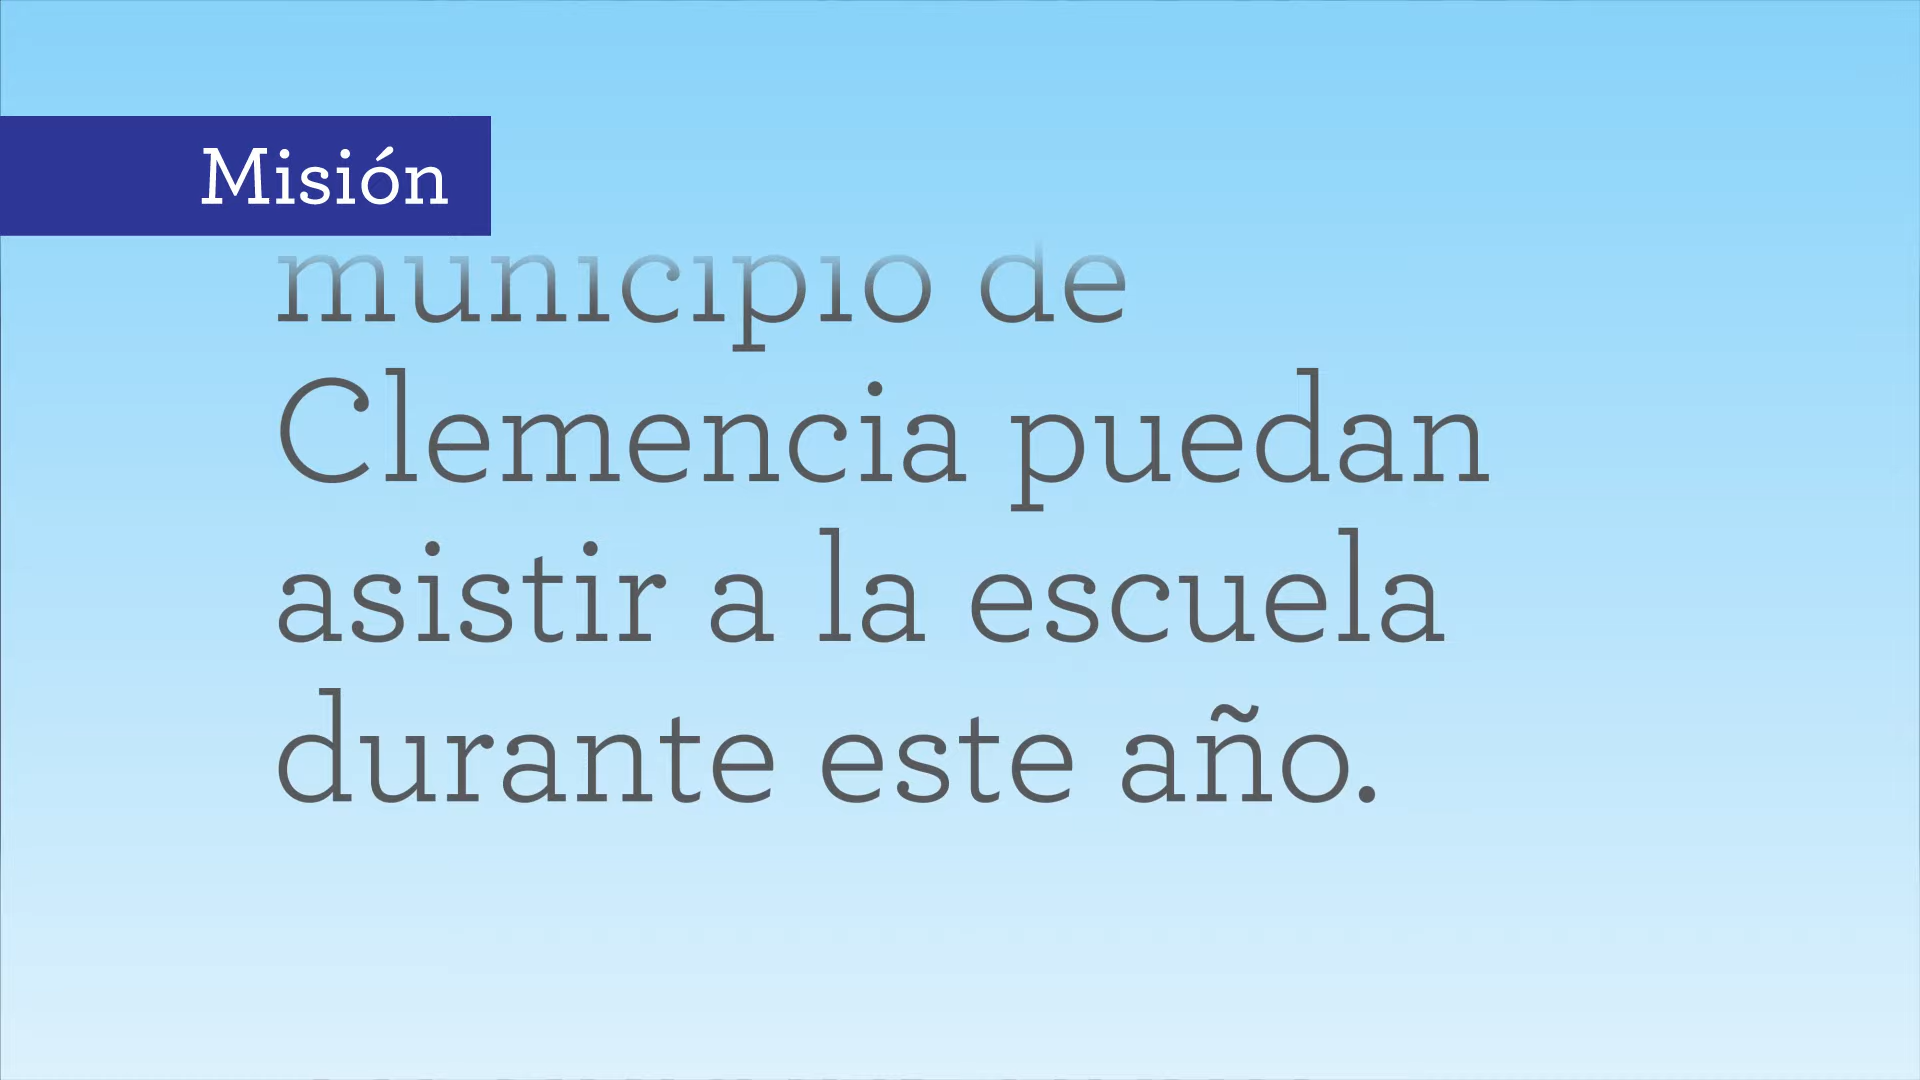 Misión
municipio de
Clemencia puedan
asistir a la escuela
durante este año.